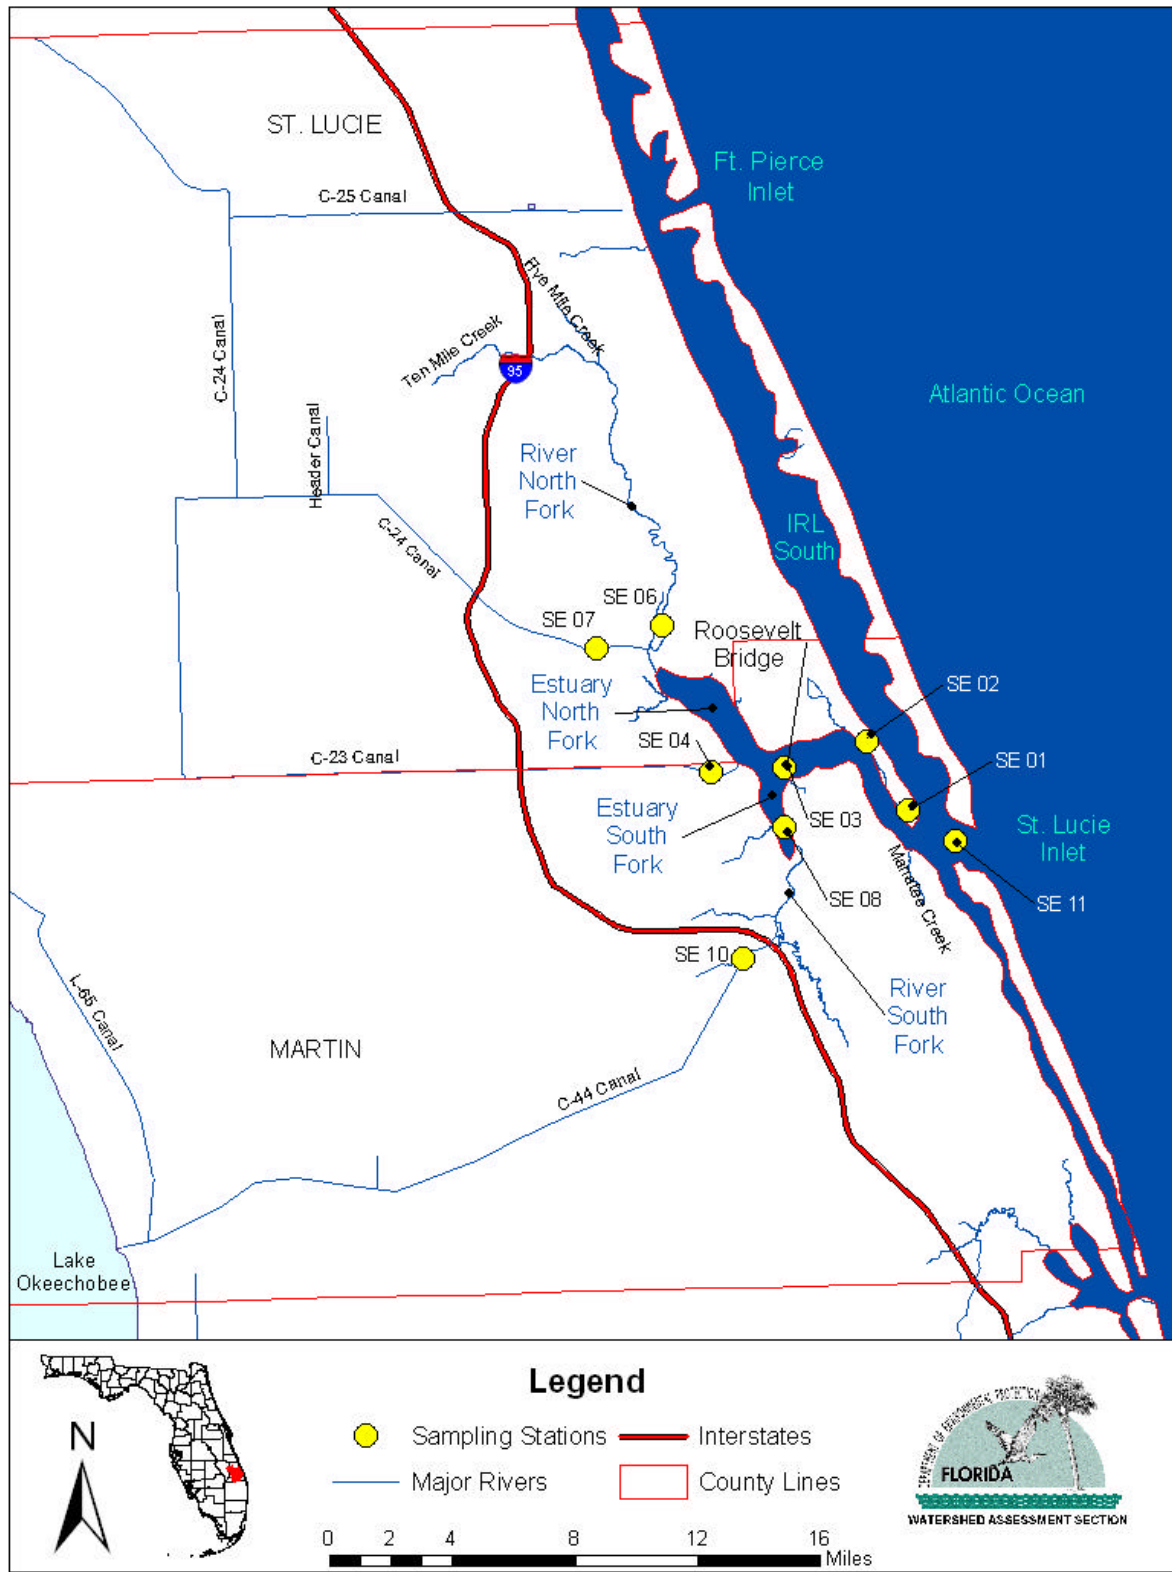 ST. LUCIE
Ft. Pierce
Inlet
C-25 Canal
Five Mile Creek
Ten Mile Creek
95
C-24 Canal
Atlantic Ocean
Header Canal
River
North
Fork
IRL
South
C-24 Canal
SE 06
SE 07
Roosevelt
Bridge
SE 02
Estuary
North
Fork
SE 04
C-23 Canal
SE 01
Estuary
South
Fork
SE 03
St. Lucie
Inlet
Manatee Creek
SE 08
SE 11
SE 10
River
South
Fork
L-65 Canal
MARTIN
C-44 Canal
Lake
Okeechobee
Legend
N
Sampling Stations
Interstates
Major Rivers
County Lines
0 2 4 8 12 16
Miles
DEPARTMENT OF ENVIRONMENTAL PROTECTION
FLORIDA
WATERSHED ASSESSMENT SECTION